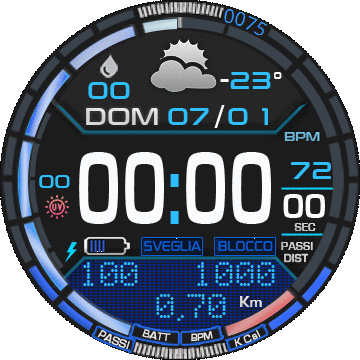 0075
00
-23°
DOM 07/01
BPM
00
UV
00:00
72
00
SEC
SVEGLIA
BLOCCO
PASSI
DIST
100
1000
0,70 Km
PASSI
BATT
BPM
K Cal